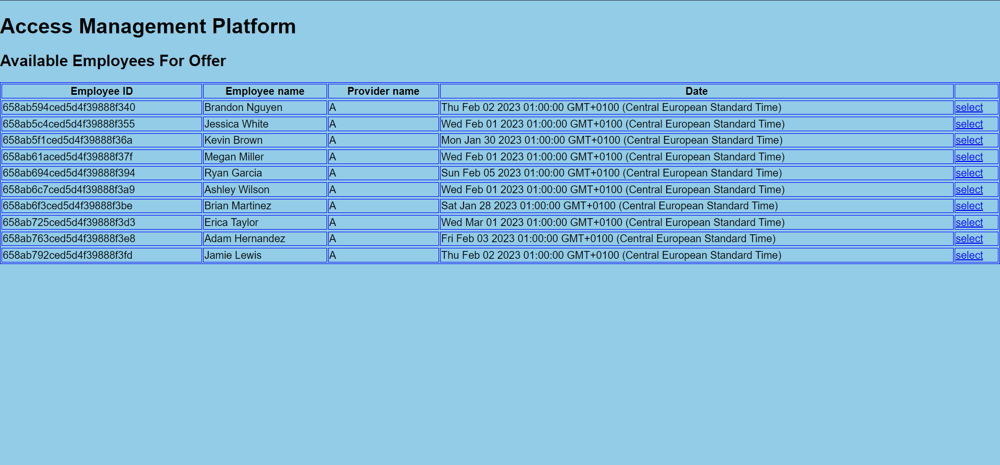 Access Management Platform
Available Employees For Offer
Employee ID Employee name Provider name Date
658ab594ced5d4f39888f340 Brandon Nguyen A Thu Feb 02 2023 01:00:00 GMT+0100 (Central European Standard Time) select
658ab5c4ced5d4f39888f355 Jessica White A Wed Feb 01 2023 01:00:00 GMT+0100 (Central European Standard Time) select
658ab5f1ced5d4f39888f36a Kevin Brown A Mon Jan 30 2023 01:00:00 GMT+0100 (Central European Standard Time) select
658ab61aced5d4f39888f37f Megan Miller A Wed Feb 01 2023 01:00:00 GMT+0100 (Central European Standard Time) select
658ab694ced5d4f39888f394 Ryan Garcia A Sun Feb 05 2023 01:00:00 GMT+0100 (Central European Standard Time) select
658ab6c7ced5d4f39888f3a9 Ashley Wilson A Wed Feb 01 2023 01:00:00 GMT+0100 (Central European Standard Time) select
658ab6f3ced5d4f39888f3be Brian Martinez A Sat Jan 28 2023 01:00:00 GMT+0100 (Central European Standard Time) select
658ab725ced5d4f39888f3d3 Erica Taylor A Wed Mar 01 2023 01:00:00 GMT+0100 (Central European Standard Time) select
658ab763ced5d4f39888f3e8 Adam Hernandez A Fri Feb 03 2023 01:00:00 GMT+0100 (Central European Standard Time) select
658ab792ced5d4f39888f3fd Jamie Lewis A Thu Feb 02 2023 01:00:00 GMT+0100 (Central European Standard Time) select